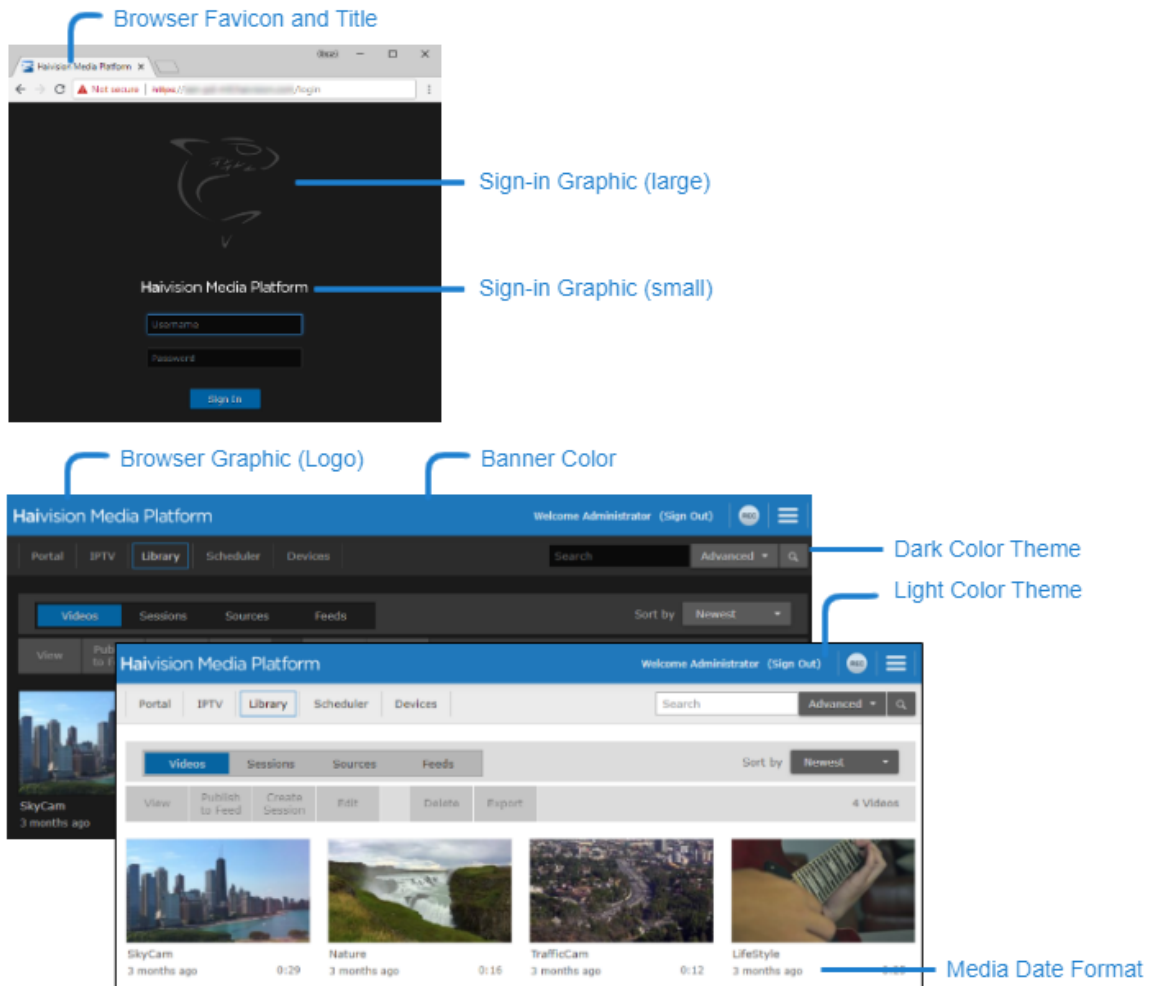 Browser Favicon and Title
Haivision Media Platform
Not secure | https:// /login
Sign-in Graphic (large)
Haivision Media Platform
Sign-in Graphic (small)
Username
Password
Sign In
Browser Graphic (Logo)
Banner Color
Haivision Media Platform Welcome Administrator (Sign Out) REC
Portal IPTV Library Scheduler Devices Search Advanced
Dark Color Theme
Light Color Theme
Videos Sessions Sources Feeds Sort by Newest
View
Haivision Media Platform Welcome Administrator (Sign Out) REC
Portal IPTV Library Scheduler Devices Search Advanced
Videos Sessions Sources Feeds Sort by Newest
View Publish to Feed Create Session Edit Delete Export 4 Videos
SkyCam
3 months ago
SkyCam Nature TrafficCam LifeStyle
3 months ago 0:29 3 months ago 0:16 3 months ago 0:12 3 months ago
Media Date Format